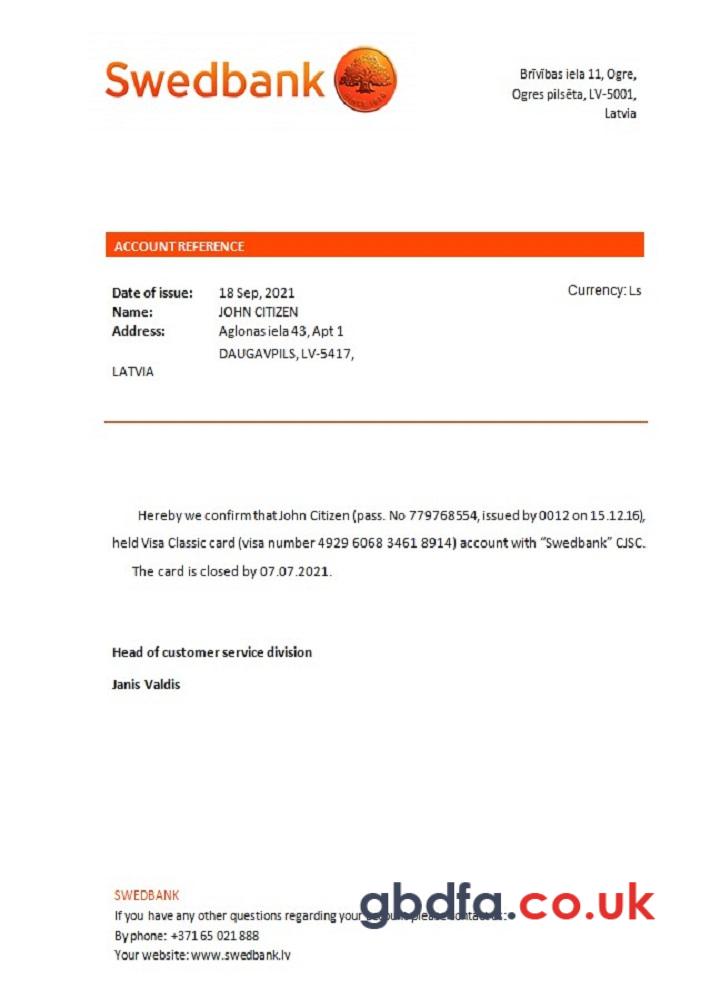 Swedbank
Brīvības iela 11, Ogre,
Ogres pilsēta, LV-5001,
Latvia
ACCOUNT REFERENCE
Date of issue: 18 Sep, 2021
Currency: Ls
Name: JOHN CITIZEN
Address: Aglonas iela 43, Apt 1
DAUGAVPILS, LV-5417,
LATVIA
Hereby we confirm that John Citizen (pass. No 779768554, issued by 0012 on 15.12.16),
held Visa Classic card (visa number 4929 6068 3461 8914) account with “Swedbank” CJSC.
The card is closed by 07.07.2021.
Head of customer service division
Janis Valdis
SWEDBANK
If you have any other questions regarding your account please contact us:
gbdfa.co.uk
By phone: +371 65 021 888
Your website: www.swedbank.lv